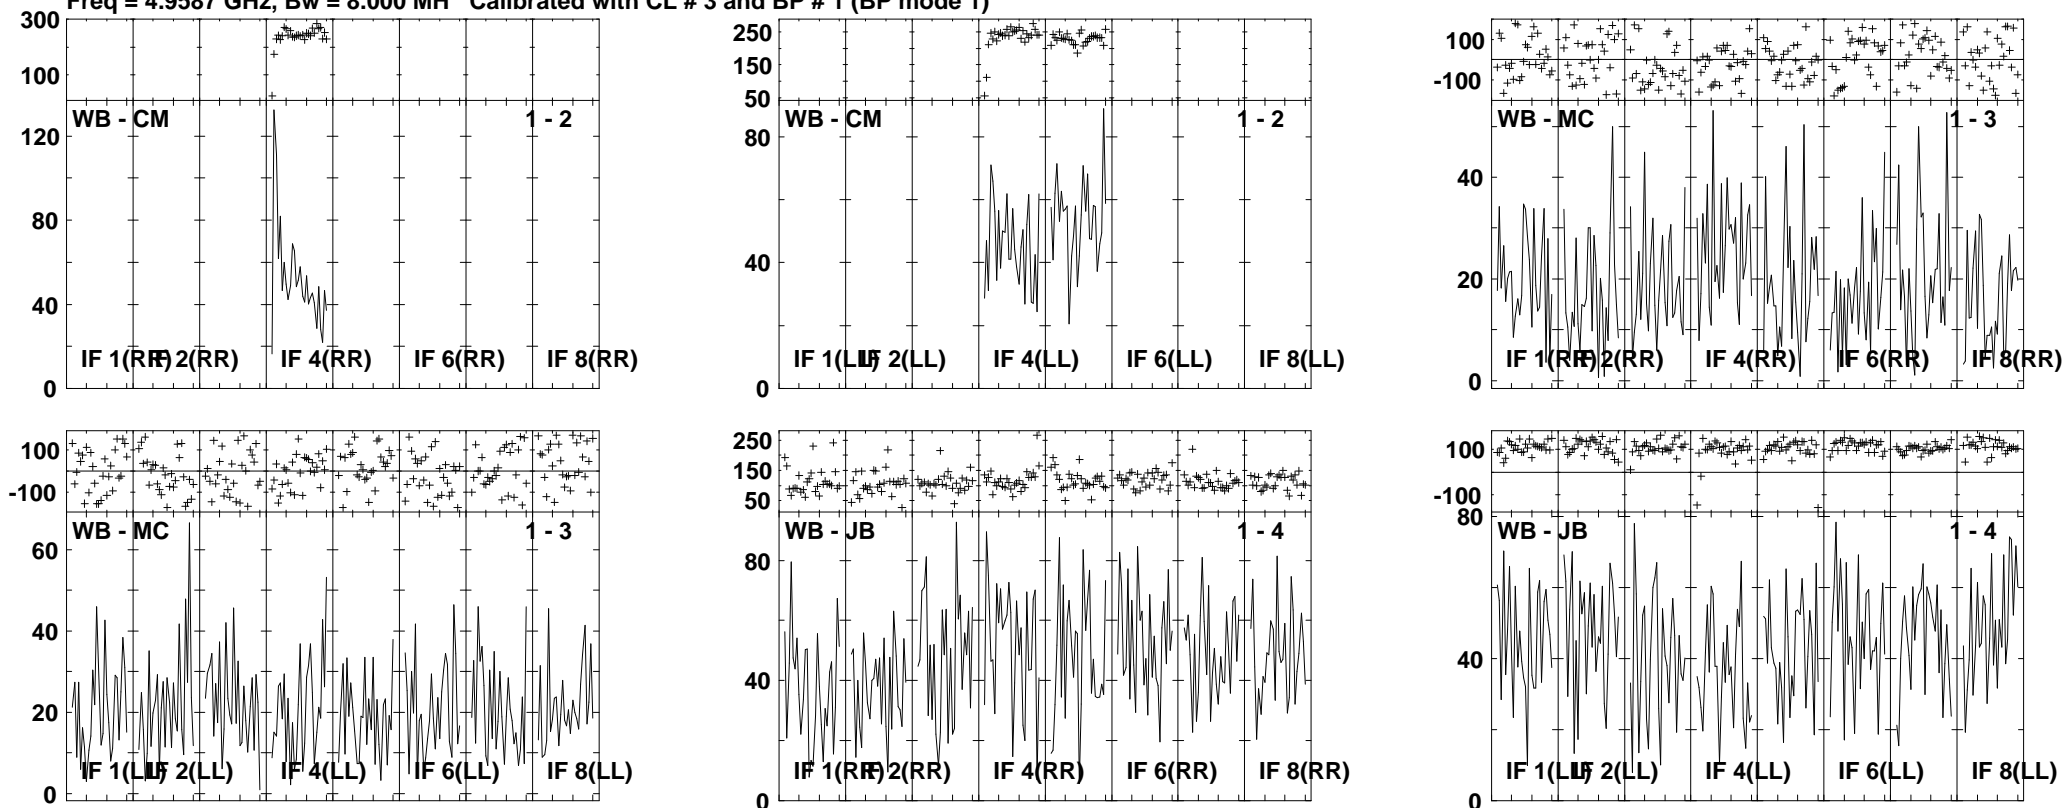 Freq = 4.9587 GHz, Bw = 8.000 MH Calibrated with CL # 3 and BP # 1 (BP mode 1)
300
100
WB - CM
1 - 2
120
80
40
0
IF 1(RR) IF 2(RR) IF 4(RR) IF 6(RR) IF 8(RR)
250
150
50
WB - CM
1 - 2
80
40
0
IF 1(LL) IF 2(LL) IF 4(LL) IF 6(LL) IF 8(LL)
100
-100
WB - MC
1 - 3
40
20
0
IF 1(RR) IF 2(RR) IF 4(RR) IF 6(RR) IF 8(RR)
100
-100
WB - MC
1 - 3
60
40
20
0
IF 1(LL) IF 2(LL) IF 4(LL) IF 6(LL) IF 8(LL)
250
150
50
WB - JB
1 - 4
80
40
0
IF 1(RR) IF 2(RR) IF 4(RR) IF 6(RR) IF 8(RR)
100
-100
80
WB - JB
1 - 4
40
0
IF 1(LL) IF 2(LL) IF 4(LL) IF 6(LL) IF 8(LL)